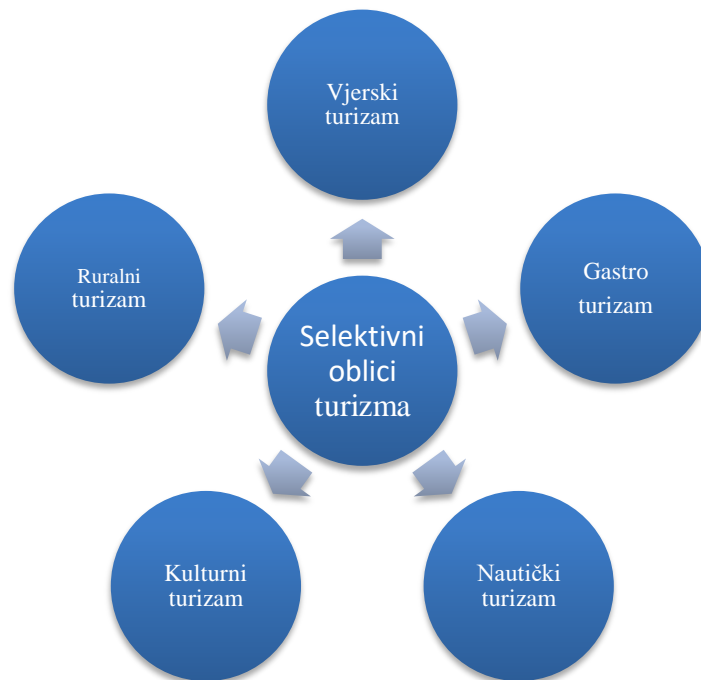 Vjerski
turizam
Gastro
turizam
Nautički
turizam
Kulturni
turizam
Ruralni
turizam
Selektivni
oblici
turizma